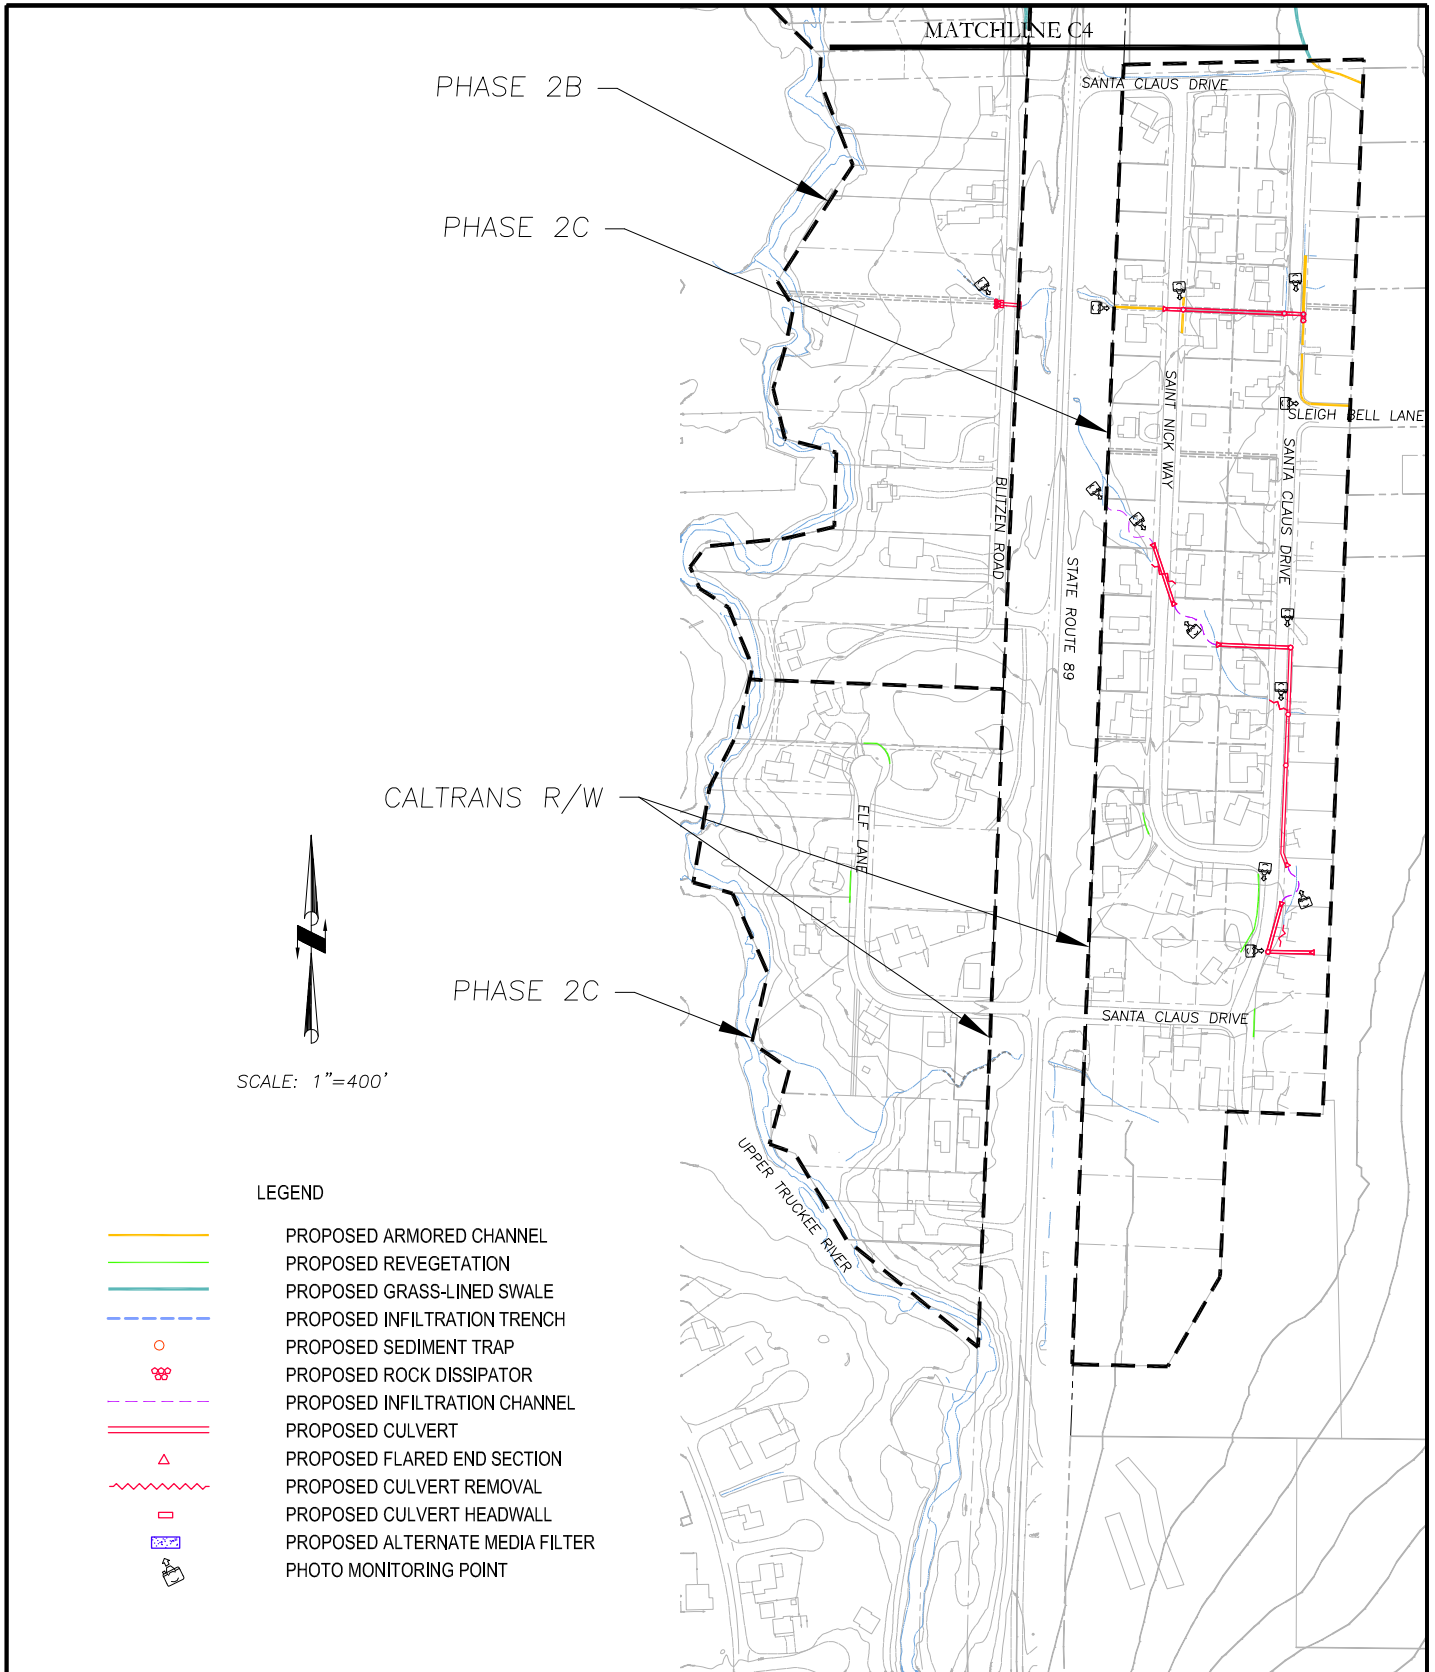 MATCHLINE C4
PHASE 2B
SANTA CLAUS DRIVE
PHASE 2C
SAINT NICK WAY
SLEIGH BELL LANE
SANTA CLAUS DRIVE
BLITZEN ROAD
STATE ROUTE 89
CALTRANS R/W
ELF LANE
PHASE 2C
SANTA CLAUS DRIVE
SCALE: 1"=400'
UPPER TRUCKEE RIVER
LEGEND
PROPOSED ARMORED CHANNEL
PROPOSED REVEGETATION
PROPOSED GRASS-LINED SWALE
PROPOSED INFILTRATION TRENCH
PROPOSED SEDIMENT TRAP
PROPOSED ROCK DISSIPATOR
PROPOSED INFILTRATION CHANNEL
PROPOSED CULVERT
PROPOSED FLARED END SECTION
PROPOSED CULVERT REMOVAL
PROPOSED CULVERT HEADWALL
PROPOSED ALTERNATE MEDIA FILTER
PHOTO MONITORING POINT